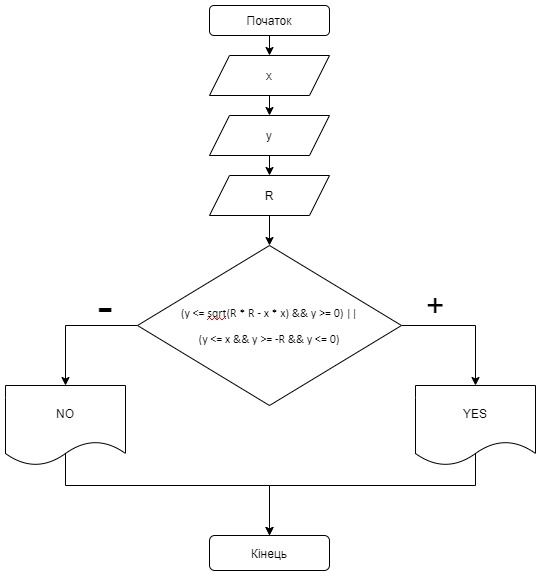 Початок
x
y
R
(y <= sqrt(R * R - x * x) && y >= 0) ||
(y <= x && y >= -R && y <= 0)
-
+
NO
YES
Кінець